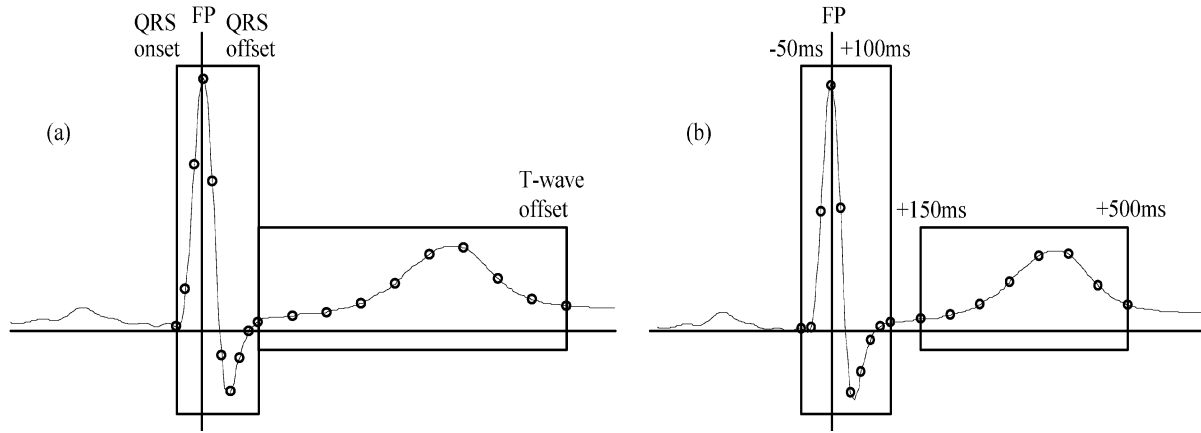 FP
QRS
onset
QRS
offset
(a)
T-wave
offset
FP
-50ms
+100ms
(b)
+150ms
+500ms